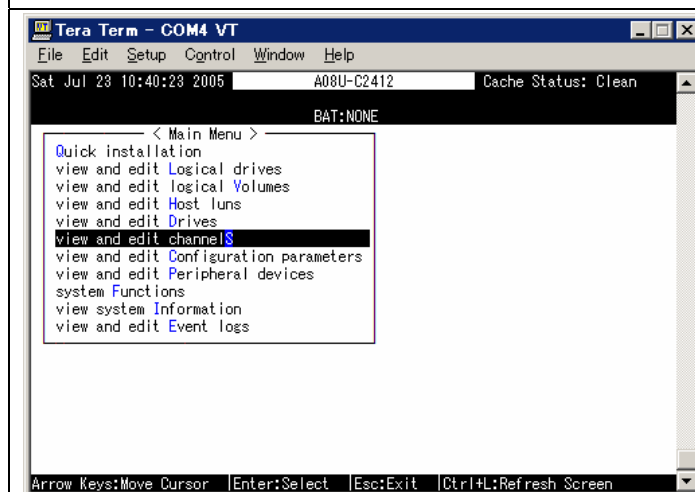 Tera Term - COM4 VT
File Edit Setup Control Window Help
Sat Jul 23 10:40:23 2005 A08U-C2412 Cache Status: Clean
BAT:NONE
< Main Menu >
Quick installation
view and edit Logical drives
view and edit logical Volumes
view and edit Host luns
view and edit Drives
view and edit channelS
view and edit Configuration parameters
view and edit Peripheral devices
system Functions
view system Information
view and edit Event logs
Arrow Keys:Move Cursor |Enter:Select |Esc:Exit |Ctrl+L:Refresh Screen